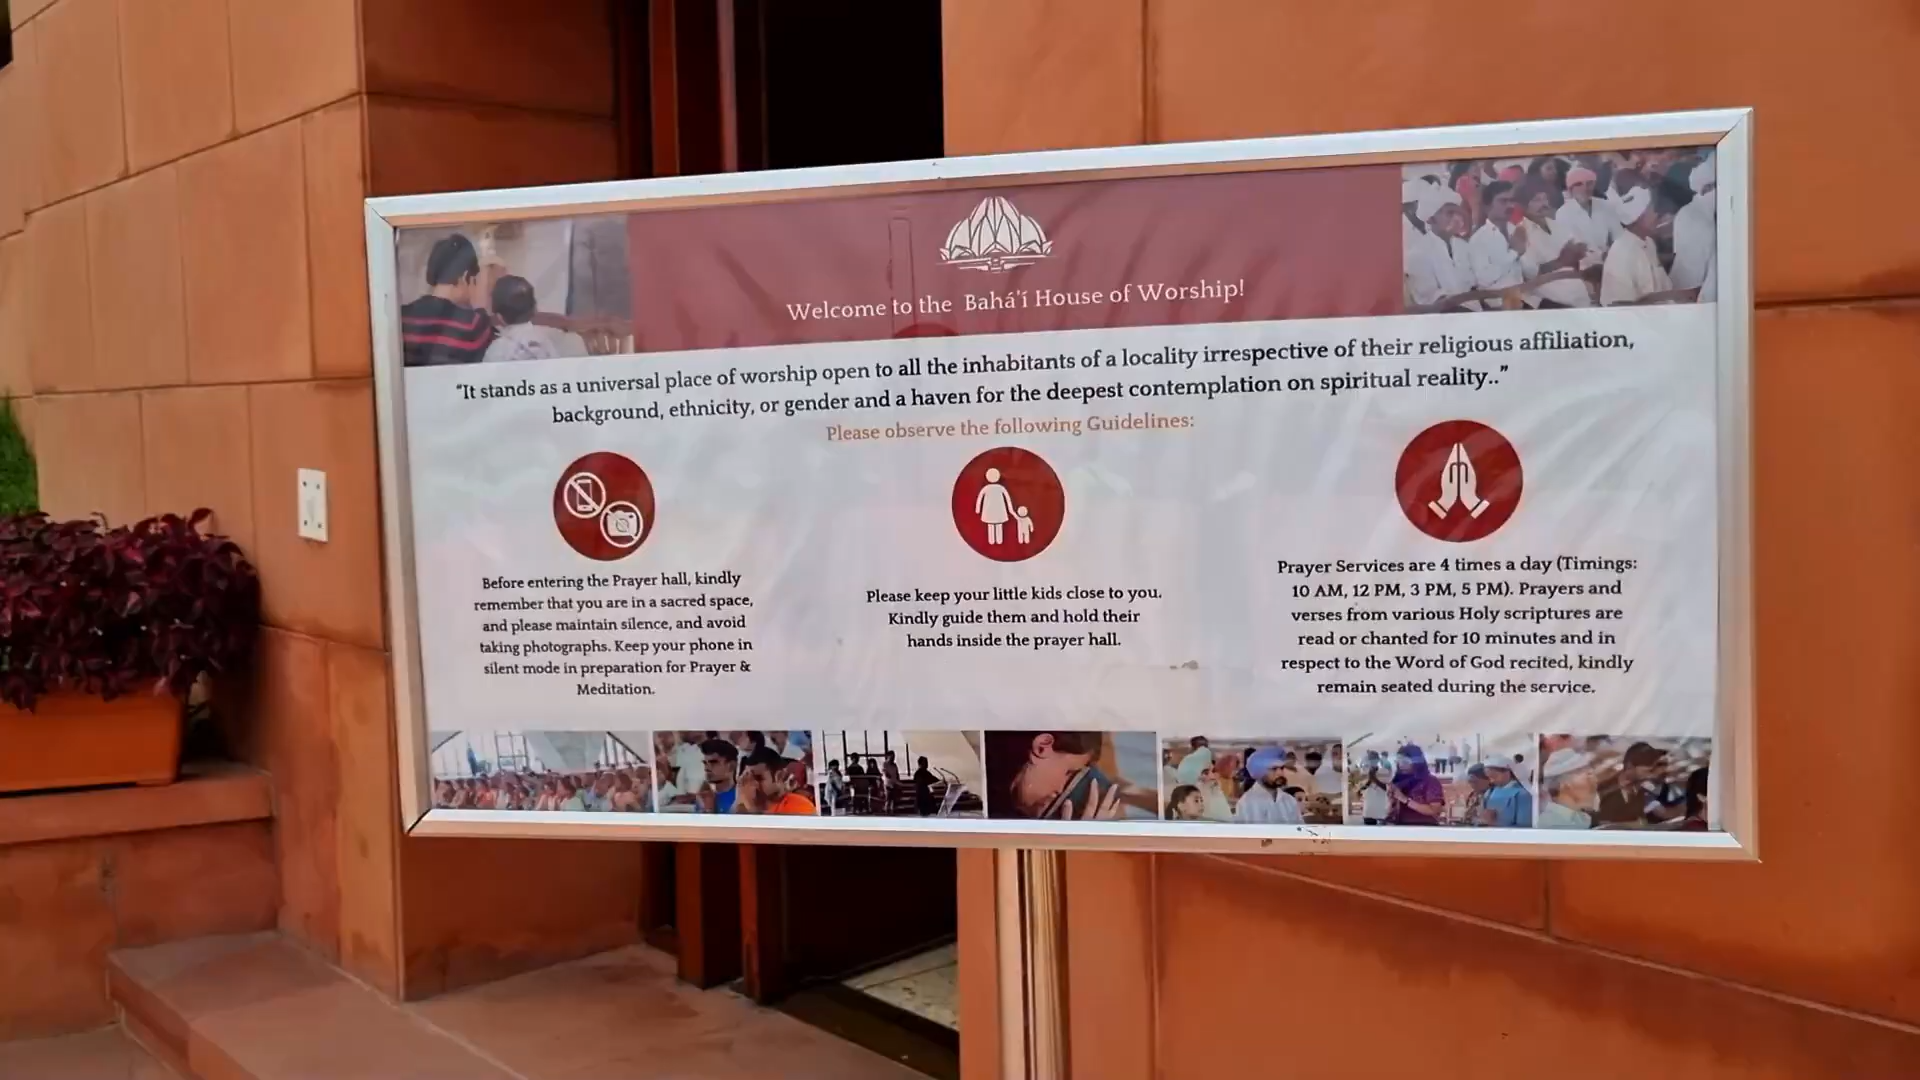 Welcome to the Bahá'í House of Worship!
"It stands as a universal place of worship open to all the inhabitants of a locality irrespective of their religious affiliation,
background, ethnicity, or gender and a haven for the deepest contemplation on spiritual reality.."
Please observe the following Guidelines:
Before entering the Prayer hall, kindly
remember that you are in a sacred space,
and please maintain silence, and avoid
taking photographs. Keep your phone in
silent mode in preparation for Prayer &
Meditation.
Please keep your little kids close to you.
Kindly guide them and hold their
hands inside the prayer hall.
Prayer Services are 4 times a day (Timings:
10 AM, 12 PM, 3 PM, 5 PM). Prayers and
verses from various Holy scriptures are
read or chanted for 10 minutes and in
respect to the Word of God recited, kindly
remain seated during the service.